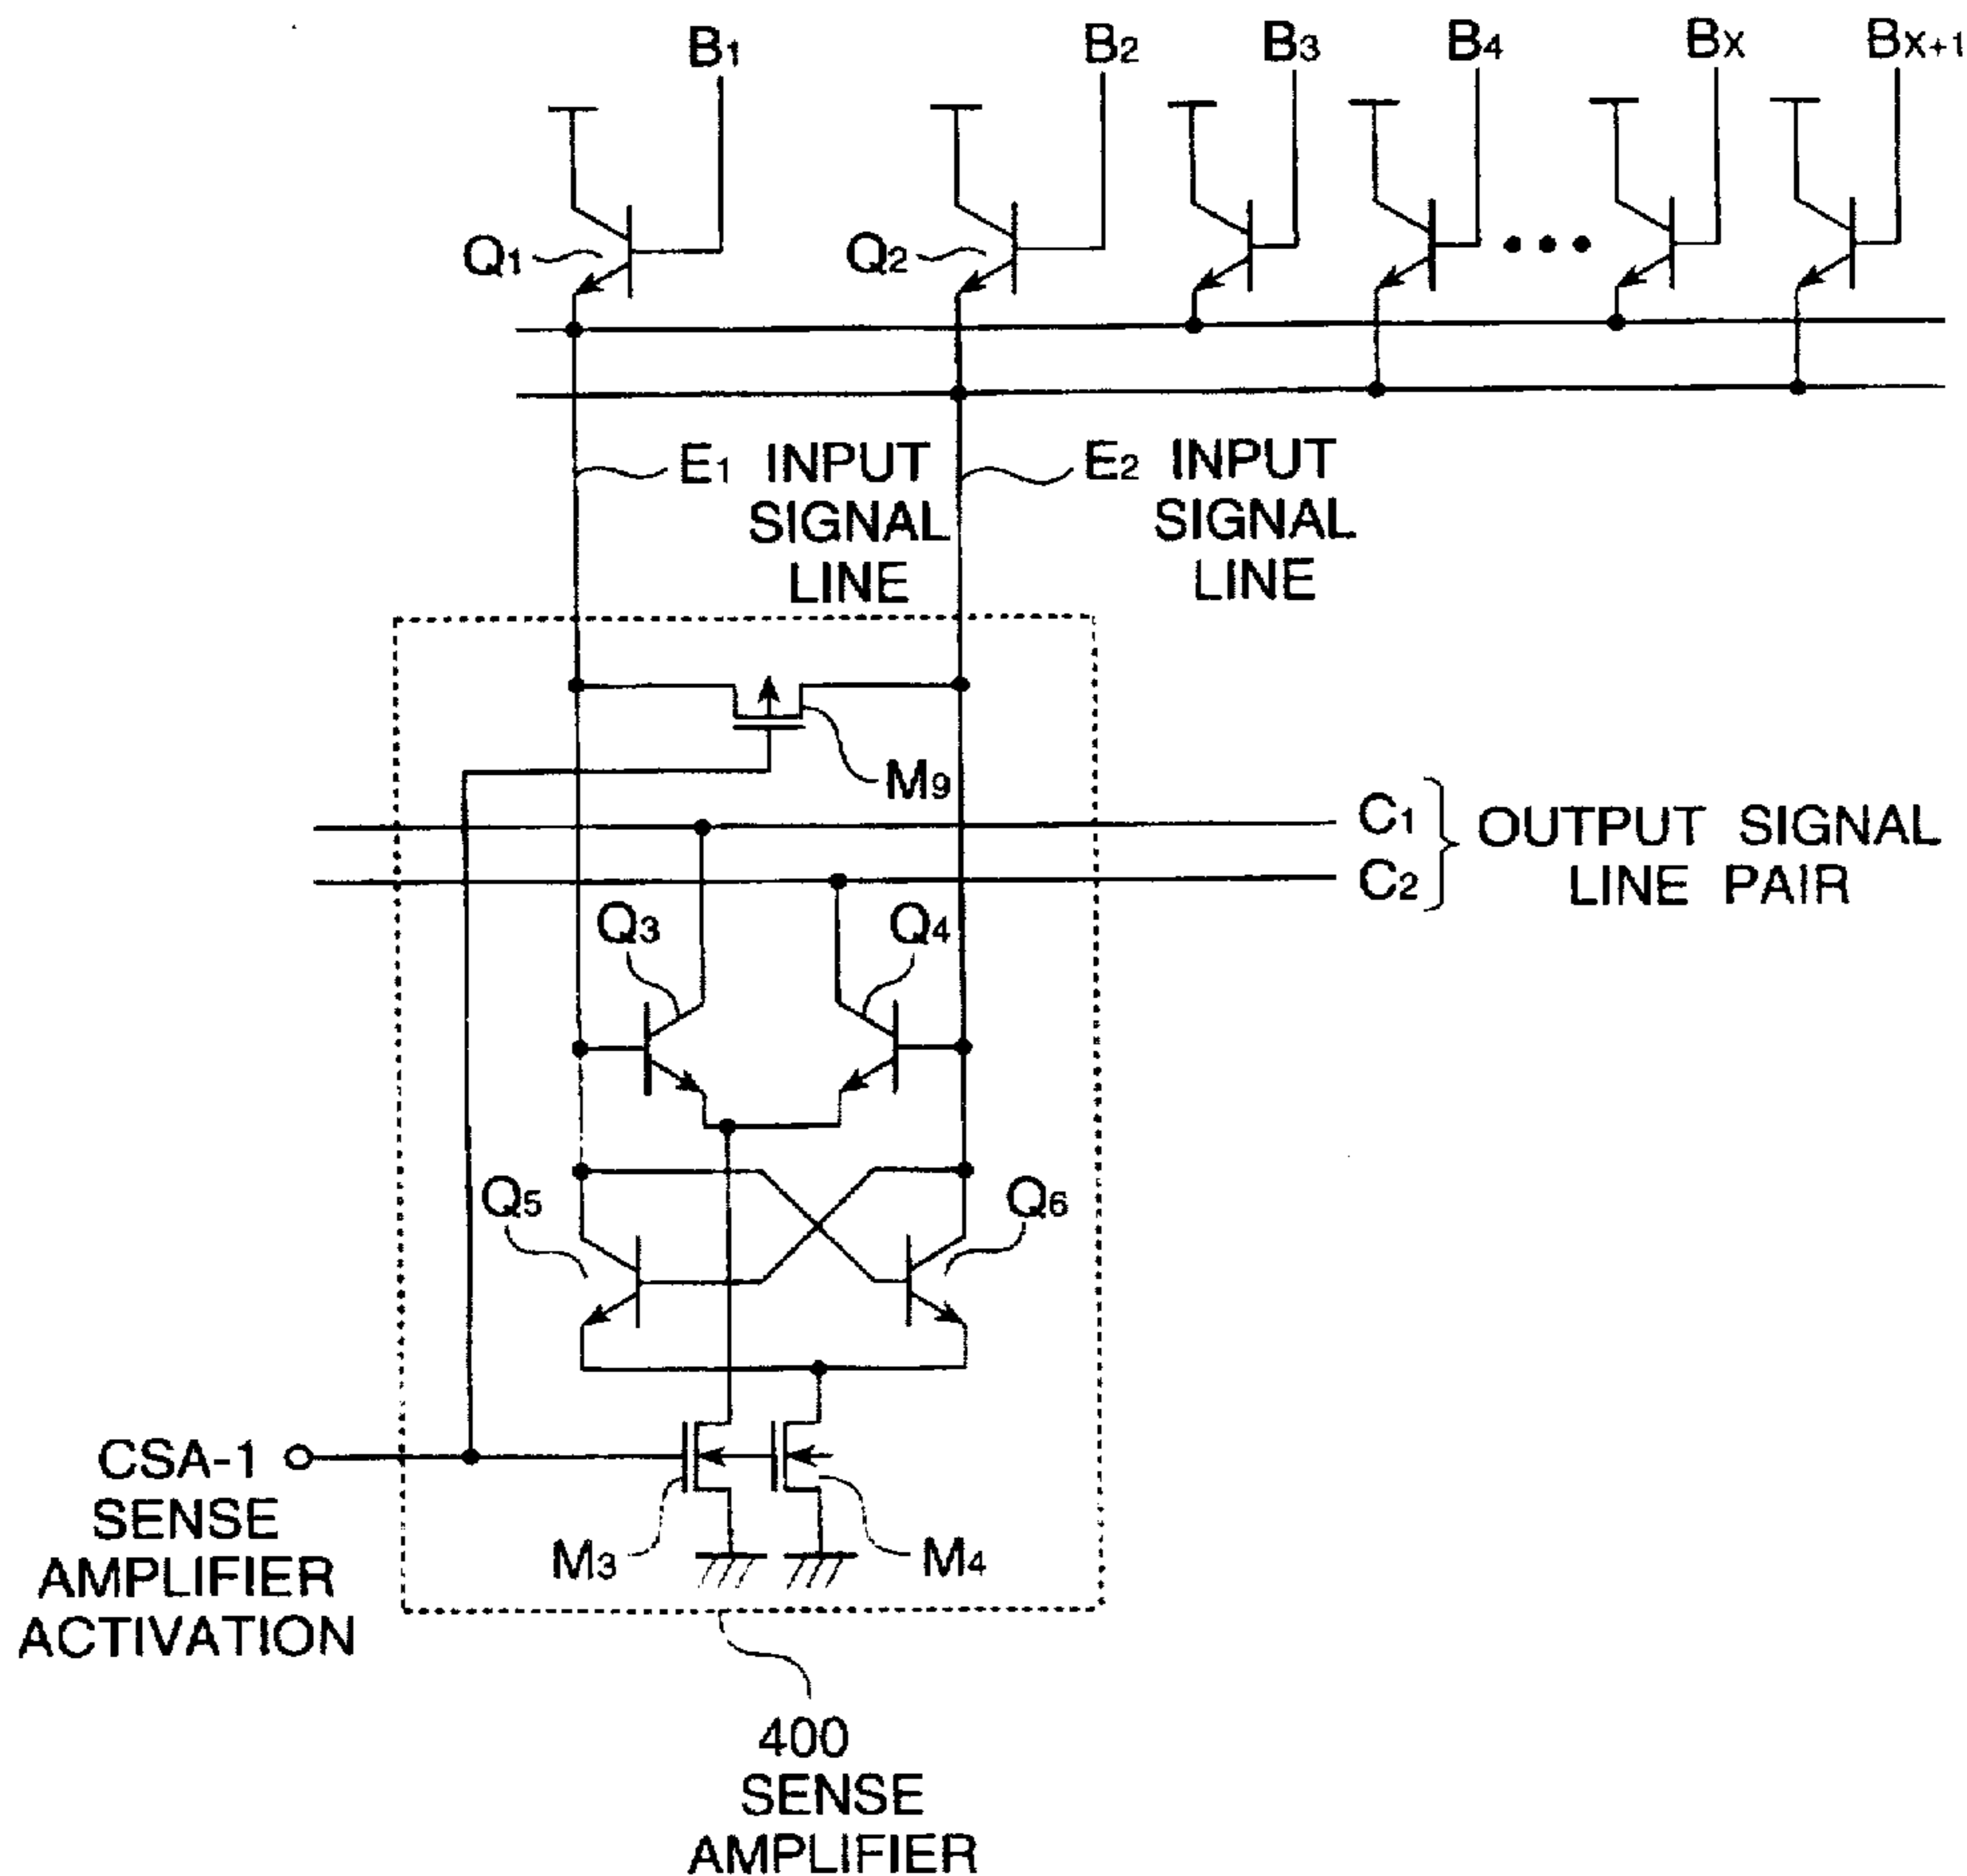 B1
B2
B3
B4
BX
BX+1
Q1
Q2
E1 INPUT
SIGNAL
LINE
E2 INPUT
SIGNAL
LINE
M9
C1
C2
OUTPUT SIGNAL
LINE PAIR
Q3
Q4
Q5
Q6
CSA-1
SENSE
AMPLIFIER
ACTIVATION
M3
M4
400
SENSE
AMPLIFIER